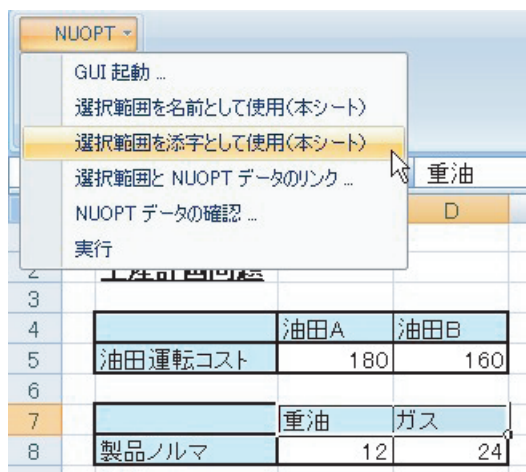 NUOPT
GUI 起動 ...
選択範囲を名前として使用(本シート)
選択範囲を添字として使用(本シート)
選択範囲と NUOPT データのリンク ...
重油
NUOPT データの確認 ...
D
実行
2
3
4 油田A 油田B
5 油田運転コスト 180 160
6
7 重油 ガス
8 製品ノルマ 12 24